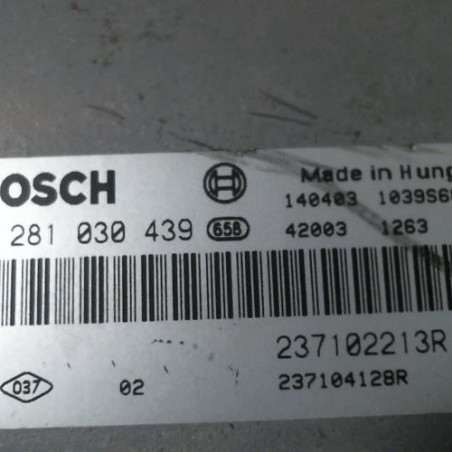 OSCH Made in Hung
140403 1039S6
281 030 439 658 42003 1263
237102213R
037 02 237104128R